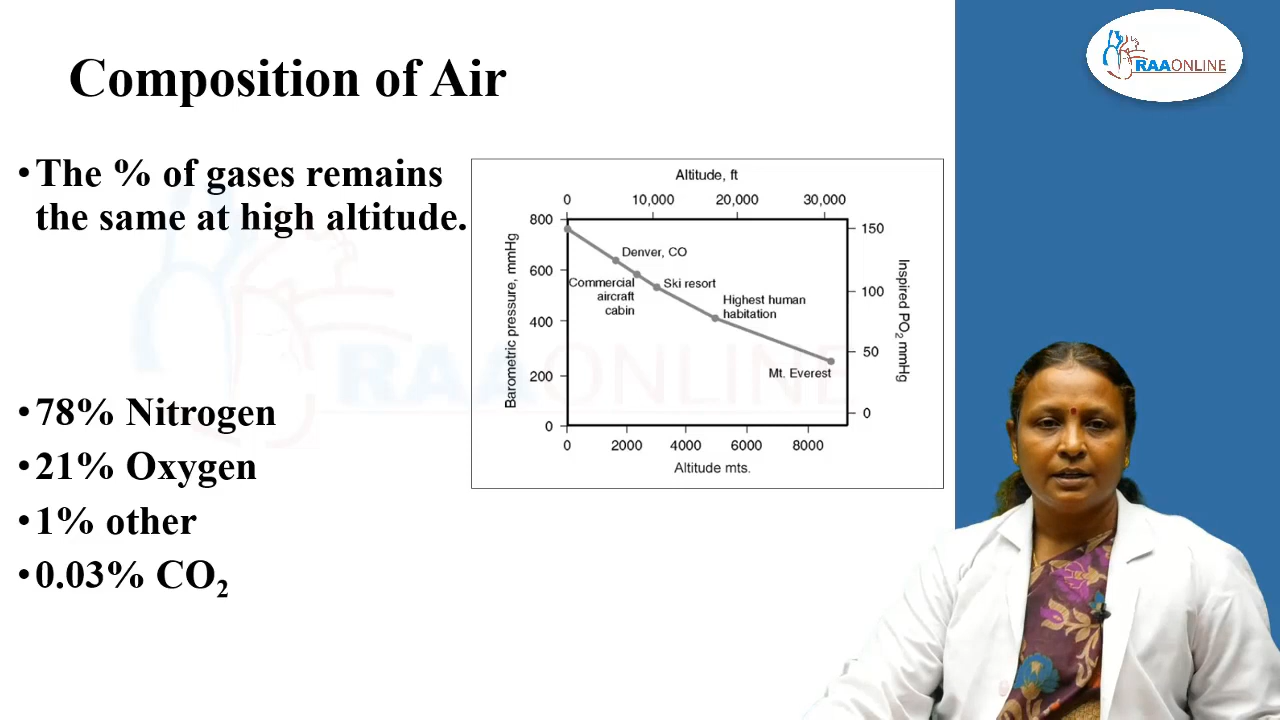 Composition of Air
RAAONLINE
• The % of gases remains
the same at high altitude.
• 78% Nitrogen
• 21% Oxygen
• 1% other
• 0.03% CO₂
Altitude, ft
0 10,000 20,000 30,000
Barometric pressure, mmHg
800
600
400
200
0
Denver, CO
Commercial
aircraft
cabin
Ski resort
Highest human
habitation
Mt. Everest
150
100
50
0
Inspired PO₂ mmHg
0 2000 4000 6000 8000
Altitude mts.
RAAONLINE